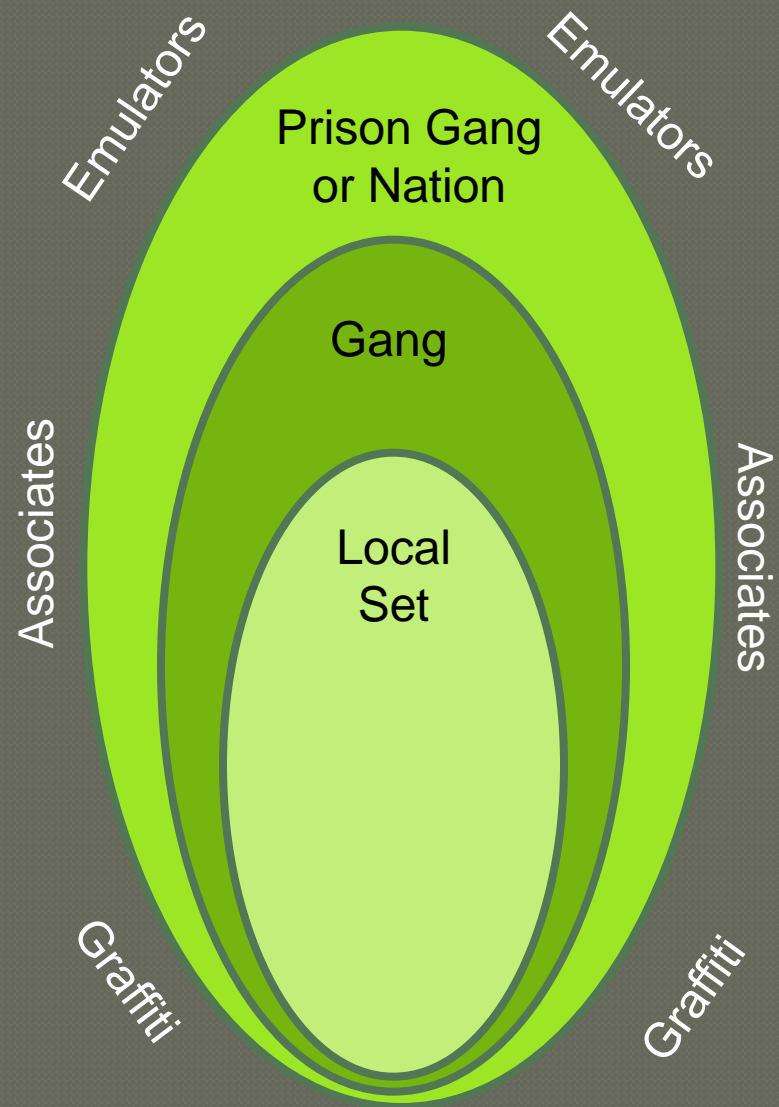 Emulators
Emulators
Prison Gang
or Nation
Gang
Associates
Associates
Local
Set
Graffiti
Graffiti